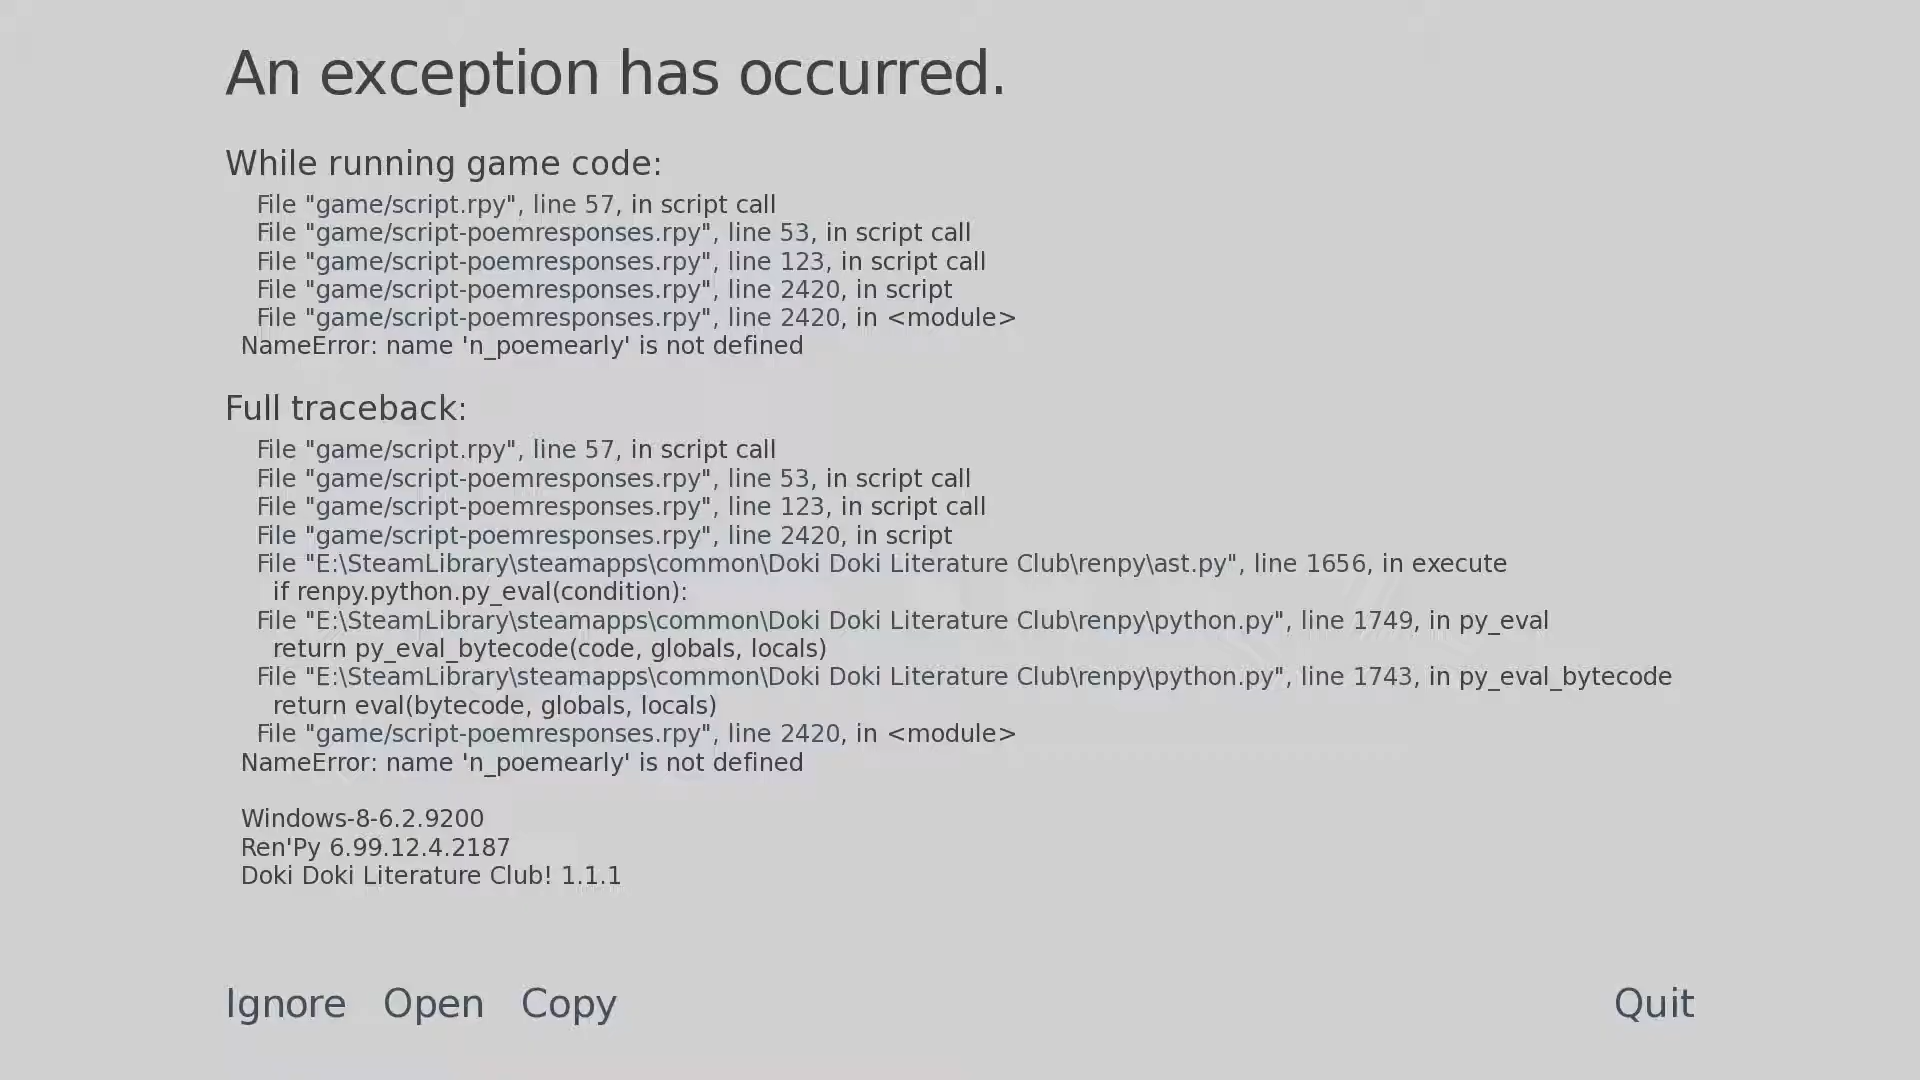 An exception has occurred.
While running game code:
File "game/script.rpy", line 57, in script call
File "game/script-poemresponses.rpy", line 53, in script call
File "game/script-poemresponses.rpy", line 123, in script call
File "game/script-poemresponses.rpy", line 2420, in script
File "game/script-poemresponses.rpy", line 2420, in <module>
NameError: name 'n_poemearly' is not defined
Full traceback:
File "game/script.rpy", line 57, in script call
File "game/script-poemresponses.rpy", line 53, in script call
File "game/script-poemresponses.rpy", line 123, in script call
File "game/script-poemresponses.rpy", line 2420, in script
File "E:\SteamLibrary\steamapps\common\Doki Doki Literature Club\renpy\ast.py", line 1656, in execute
if renpy.python.py_eval(condition):
File "E:\SteamLibrary\steamapps\common\Doki Doki Literature Club\renpy\python.py", line 1749, in py_eval
return py_eval_bytecode(code, globals, locals)
File "E:\SteamLibrary\steamapps\common\Doki Doki Literature Club\renpy\python.py", line 1743, in py_eval_bytecode
return eval(bytecode, globals, locals)
File "game/script-poemresponses.rpy", line 2420, in <module>
NameError: name 'n_poemearly' is not defined
Windows-8-6.2.9200
Ren'Py 6.99.12.4.2187
Doki Doki Literature Club! 1.1.1
Ignore Open Copy Quit